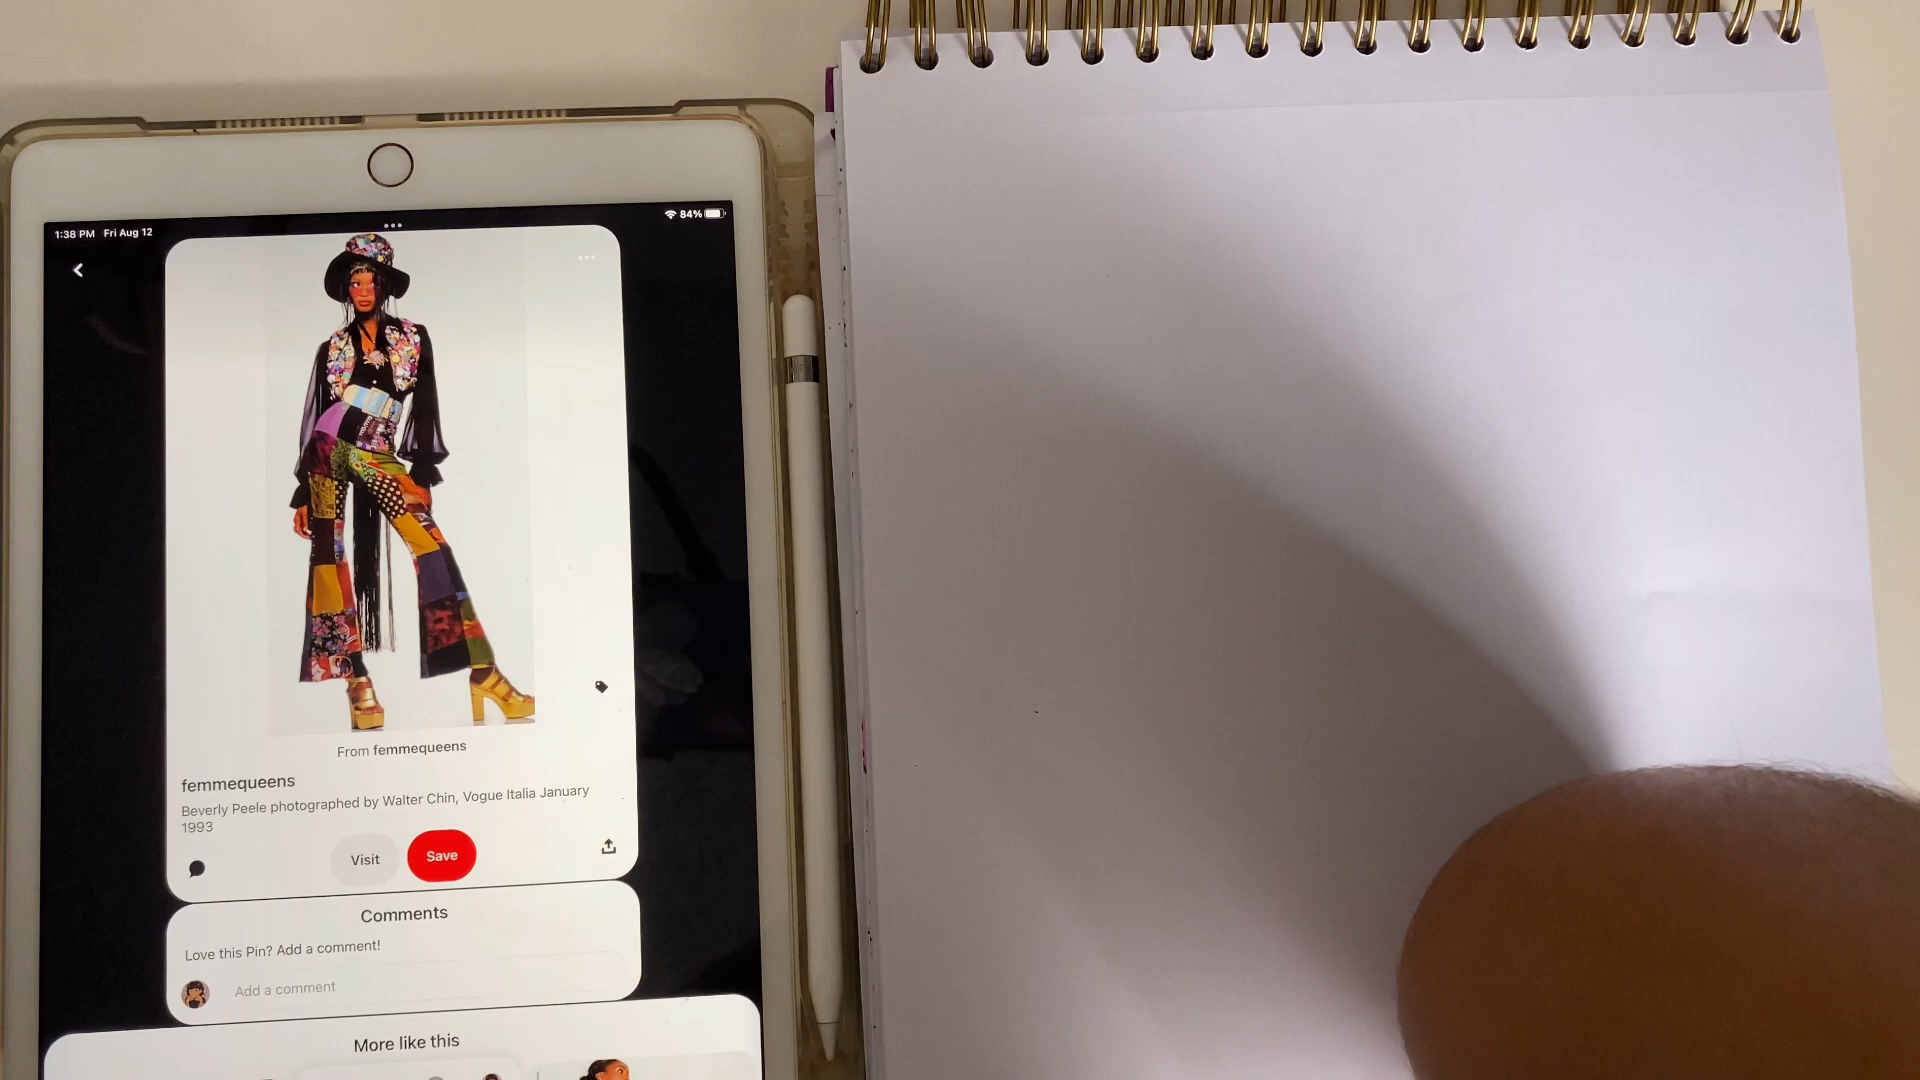 1:38 PM Fri Aug 12
84%
From femmequeens
femmequeens
Beverly Peele photographed by Walter Chin, Vogue Italia January
1993
Visit
Save
Comments
Love this Pin? Add a comment!
Add a comment
More like this